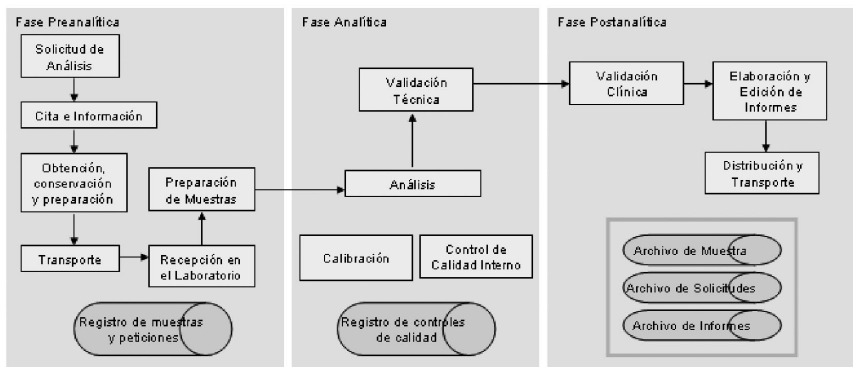 Fase Preanalítica
Solicitud de
Análisis
Cita e Información
Obtención,
conservación
y preparación
Transporte
Recepción en
el Laboratorio
Preparación
de Muestras
Registro de muestras
y peticiones
Fase Analítica
Validación
Técnica
Análisis
Calibración
Control de
Calidad Interno
Registro de controles
de calidad
Fase Postanalítica
Validación
Clínica
Elaboración y
Edición de
Informes
Distribución y
Transporte
Archivo de Muestra
Archivo de Solicitudes
Archivo de Informes